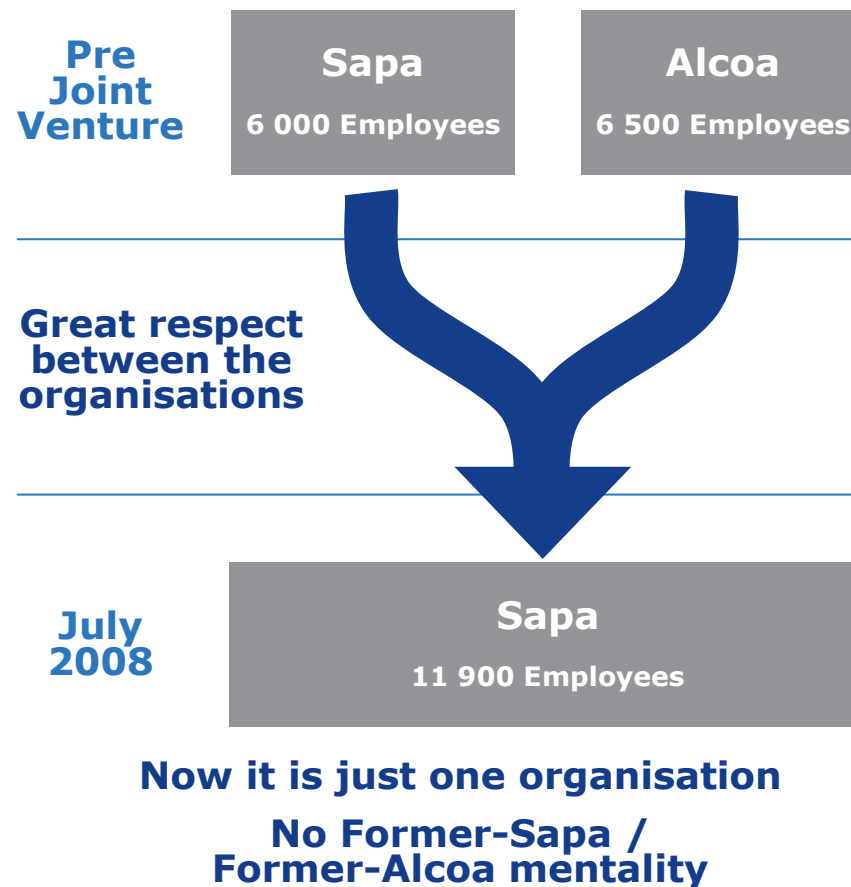 Pre
Joint
Venture
Sapa
6 000 Employees
Alcoa
6 500 Employees
Great respect
between the
organisations
July
2008
Sapa
11 900 Employees
Now it is just one organisation
No Former-Sapa /
Former-Alcoa mentality